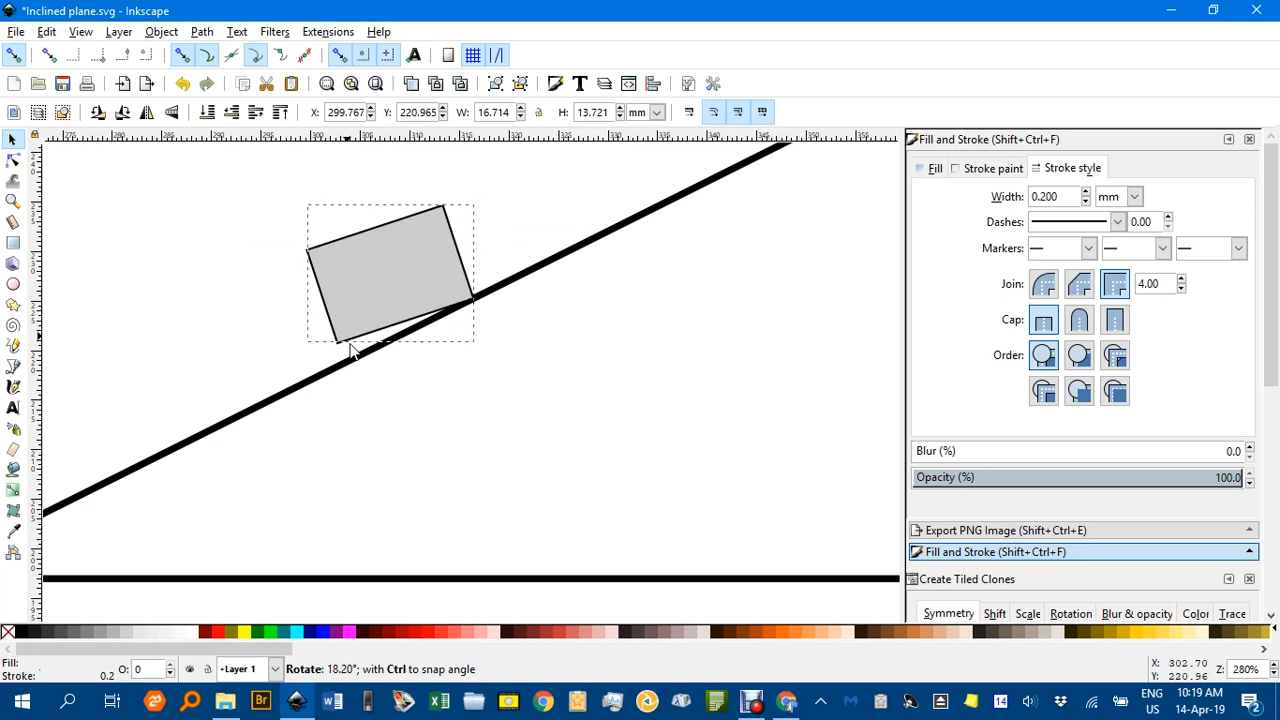 *Inclined plane.svg - Inkscape
File Edit View Layer Object Path Text Filters Extensions Help
X: 299.767 Y: 220.965 W: 16.714 H: 13.721 mm
Fill and Stroke (Shift+Ctrl+F)
Fill Stroke paint Stroke style
Width: 0.200 mm
Dashes: 0.00
Markers:
Join: 4.00
Cap:
Order:
Blur (%) 0.0
Opacity (%) 100.0
Export PNG Image (Shift+Ctrl+E)
Fill and Stroke (Shift+Ctrl+F)
Create Tiled Clones
Symmetry Shift Scale Rotation Blur & opacity Color Trace
Fill:
Stroke: 0.2
O: 0
Layer 1
Rotate: 18.20°; with Ctrl to snap angle
X: 302.70
Y: 220.96
Z: 280%
ENG
US
10:19 AM
14-Apr-19